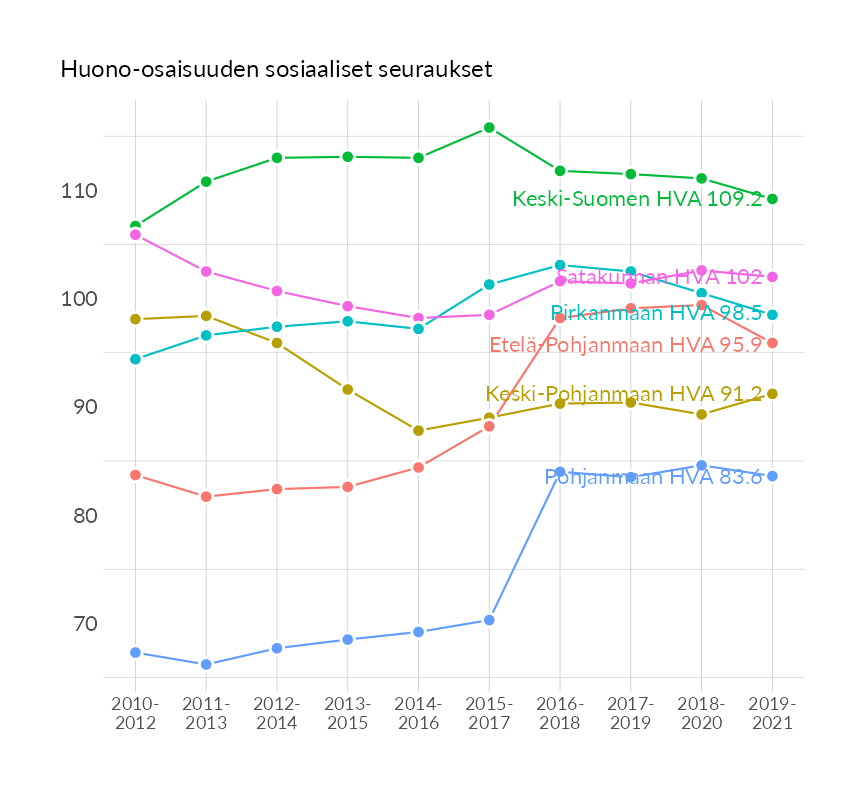 Huono-osaisuuden sosiaaliset seuraukset
110
100
90
80
70
Keski-Suomen HVA 109.2
Satakunnan HVA 102
Pirkanmaan HVA 98.5
Etelä-Pohjanmaan HVA 95.9
Keski-Pohjanmaan HVA 91.2
Pohjanmaan HVA 83.6
2010- 2011- 2012- 2013- 2014- 2015- 2016- 2017- 2018- 2019-
2012 2013 2014 2015 2016 2017 2018 2019 2020 2021